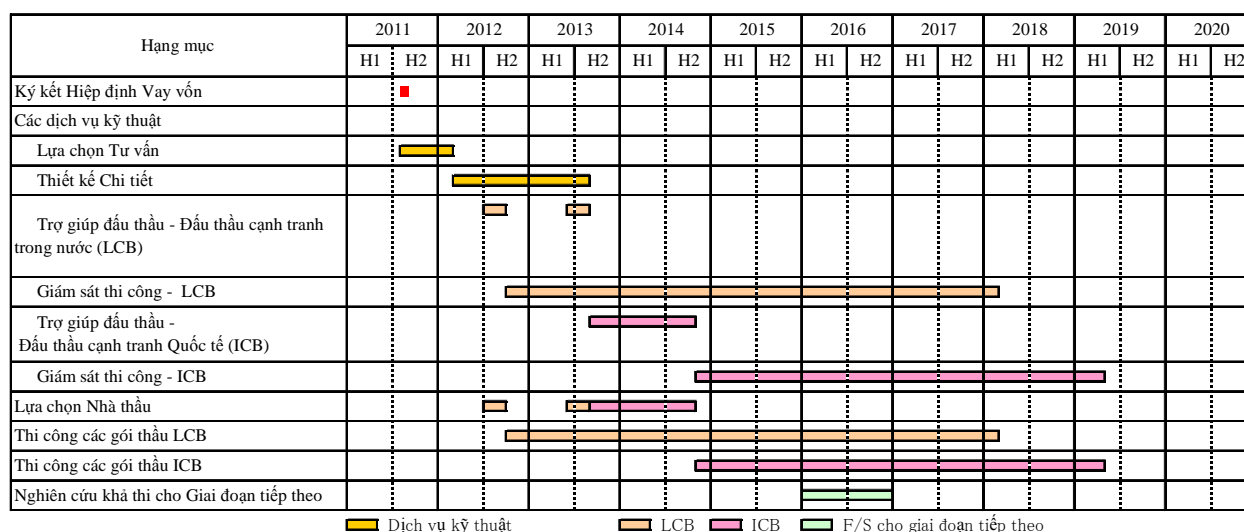 Hạng mục 2011 2012 2013 2014 2015 2016 2017 2018 2019 2020
H1 H2 H1 H2 H1 H2 H1 H2 H1 H2 H1 H2 H1 H2 H1 H2 H1 H2 H1 H2
Ký kết Hiệp định Vay vốn
Các dịch vụ kỹ thuật
Lựa chọn Tư vấn
Thiết kế Chi tiết
Trợ giúp đấu thầu - Đấu thầu cạnh tranh
trong nước (LCB)
Giám sát thi công - LCB
Trợ giúp đấu thầu -
Đấu thầu cạnh tranh Quốc tế (ICB)
Giám sát thi công - ICB
Lựa chọn Nhà thầu
Thi công các gói thầu LCB
Thi công các gói thầu ICB
Nghiên cứu khả thi cho Giai đoạn tiếp theo
Dịch vụ kỹ thuật LCB ICB F/S cho giai đoạn tiếp theo